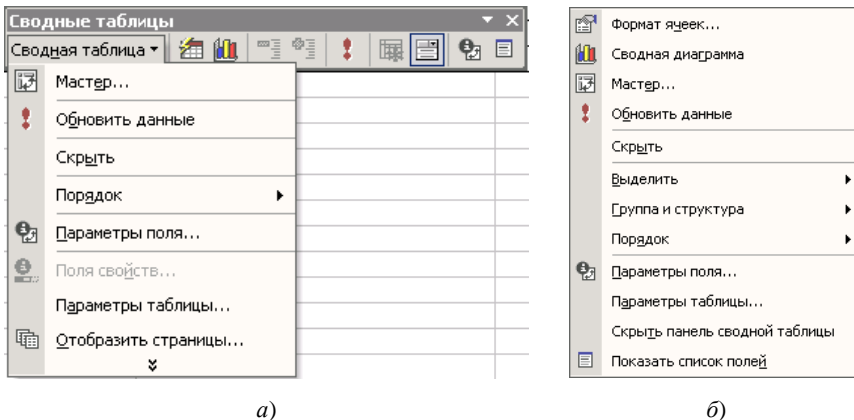 Сводные таблицы
Сводная таблица
Мастер...
Обновить данные
Скрыть
Порядок
Параметры поля...
Поля свойств...
Параметры таблицы...
Отобразить страницы...
а)
Формат ячеек...
Сводная диаграмма
Мастер...
Обновить данные
Скрыть
Выделить
Группа и структура
Порядок
Параметры поля...
Параметры таблицы...
Скрыть панель сводной таблицы
Показать список полей
б)